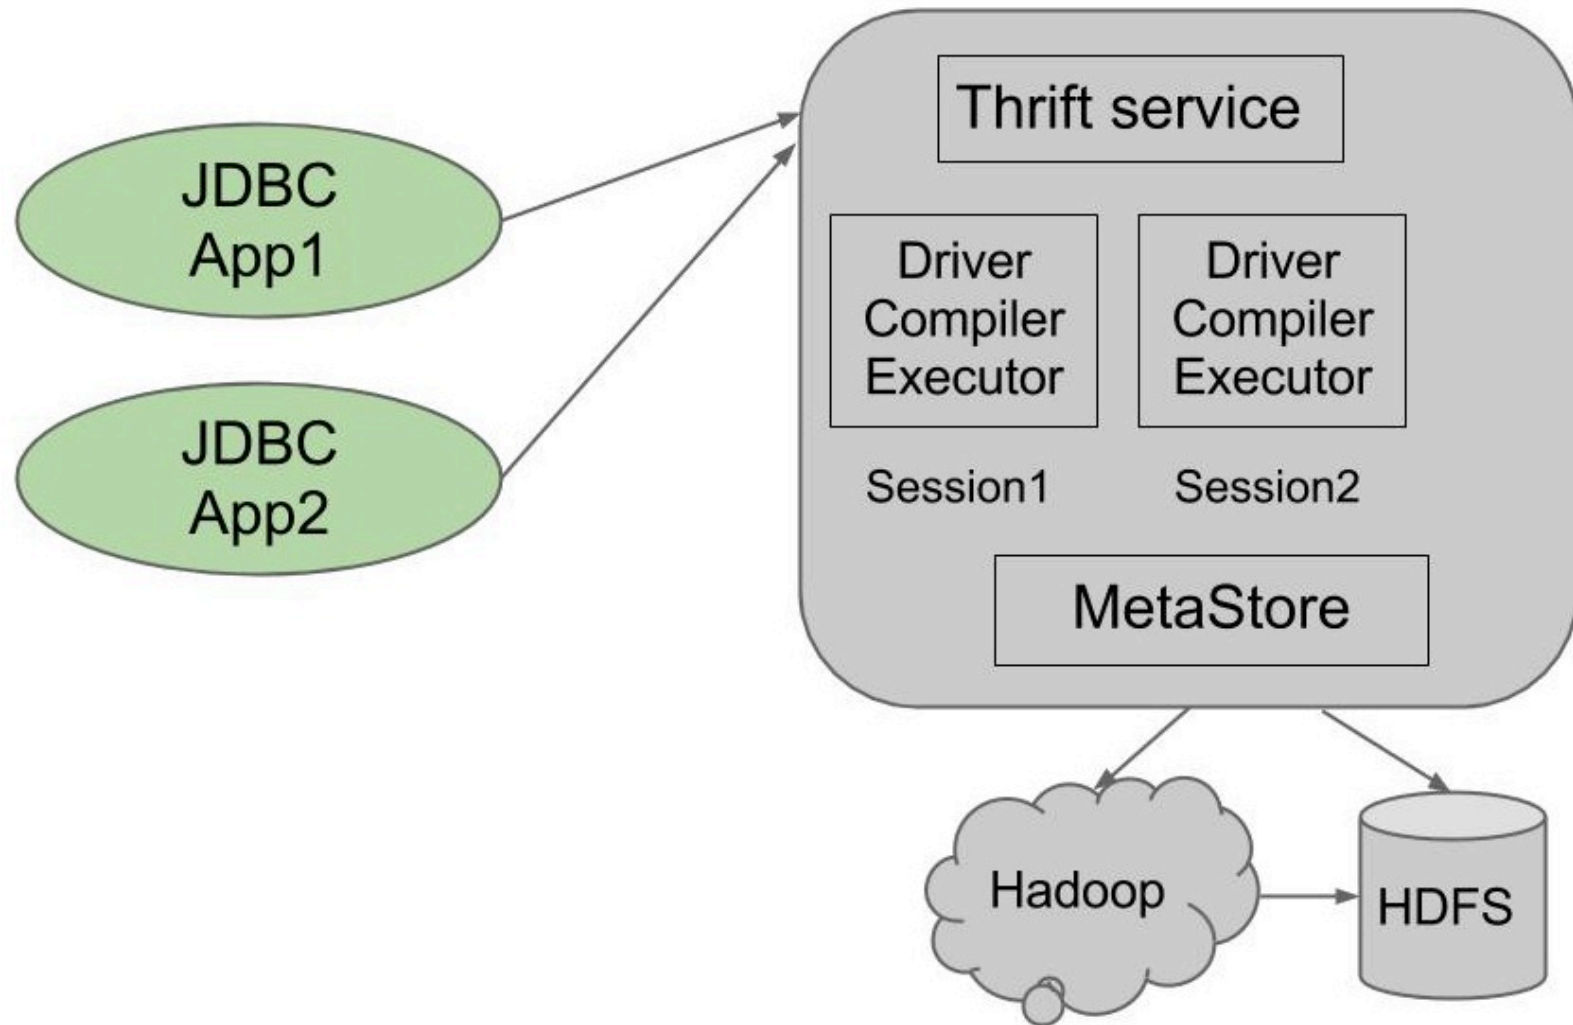 JDBC
App1
JDBC
App2
Thrift service
Driver
Compiler
Executor
Session1
Driver
Compiler
Executor
Session2
MetaStore
Hadoop
HDFS